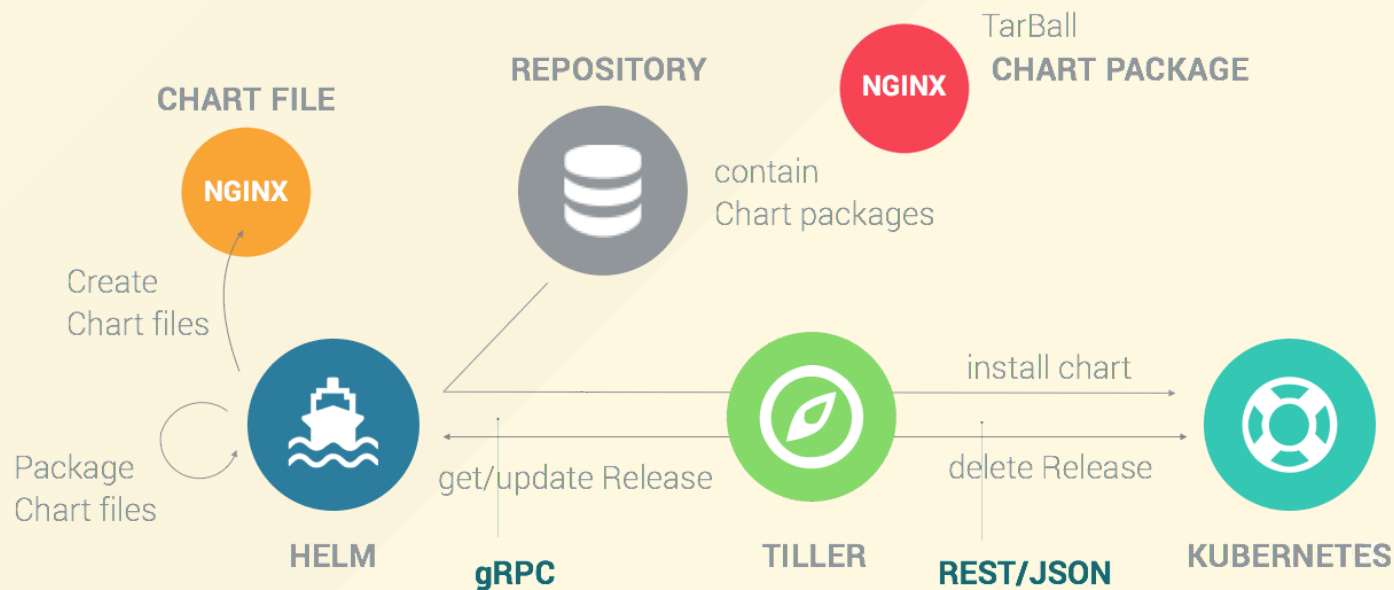 TarBall
CHART PACKAGE
NGINX
REPOSITORY
CHART FILE
NGINX
contain
Chart packages
Create
Chart files
install chart
Package
Chart files
get/update Release
delete Release
HELM
gRPC
TILLER
REST/JSON
KUBERNETES